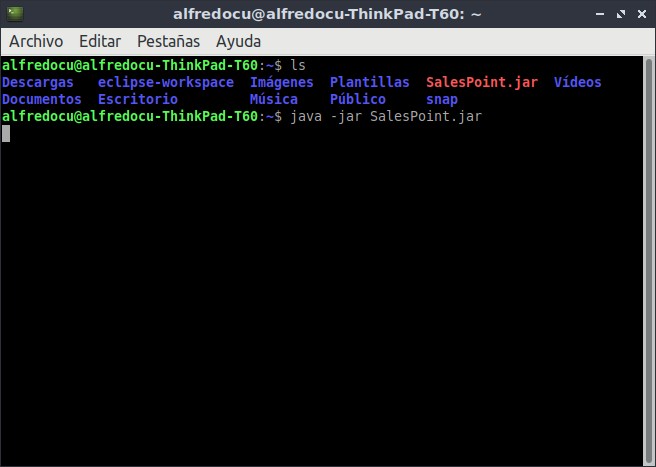 alfredocu@alfredocu-ThinkPad-T60: ~
Archivo Editar Pestañas Ayuda
alfredocu@alfredocu-ThinkPad-T60:~$ ls
Descargas eclipse-workspace Imágenes Plantillas SalesPoint.jar Vídeos
Documentos Escritorio Música Público snap
alfredocu@alfredocu-ThinkPad-T60:~$ java -jar SalesPoint.jar